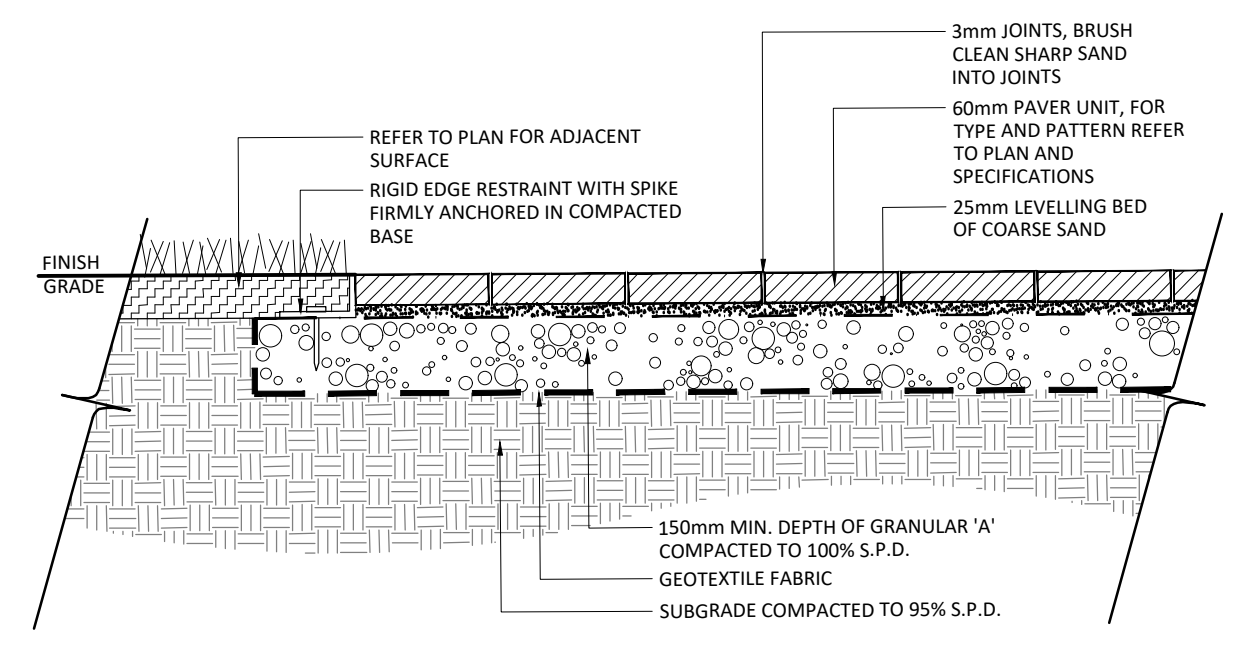 3mm JOINTS, BRUSH
CLEAN SHARP SAND
INTO JOINTS
60mm PAVER UNIT, FOR
TYPE AND PATTERN REFER
TO PLAN AND
SPECIFICATIONS
25mm LEVELLING BED
OF COARSE SAND
REFER TO PLAN FOR ADJACENT
SURFACE
RIGID EDGE RESTRAINT WITH SPIKE
FIRMLY ANCHORED IN COMPACTED
BASE
FINISH
GRADE
150mm MIN. DEPTH OF GRANULAR 'A'
COMPACTED TO 100% S.P.D.
GEOTEXTILE FABRIC
SUBGRADE COMPACTED TO 95% S.P.D.